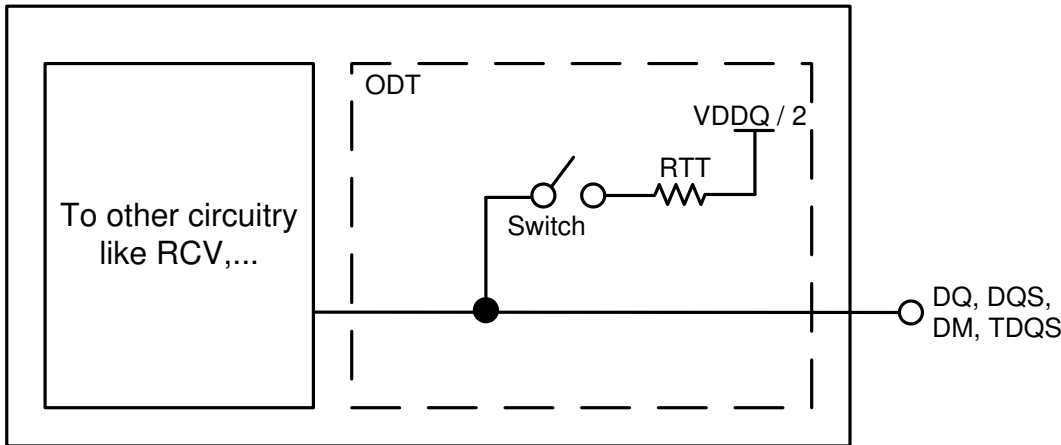 ODT
VDDQ / 2
RTT
Switch
To other circuitry
like RCV,...
DQ, DQS,
DM, TDQS